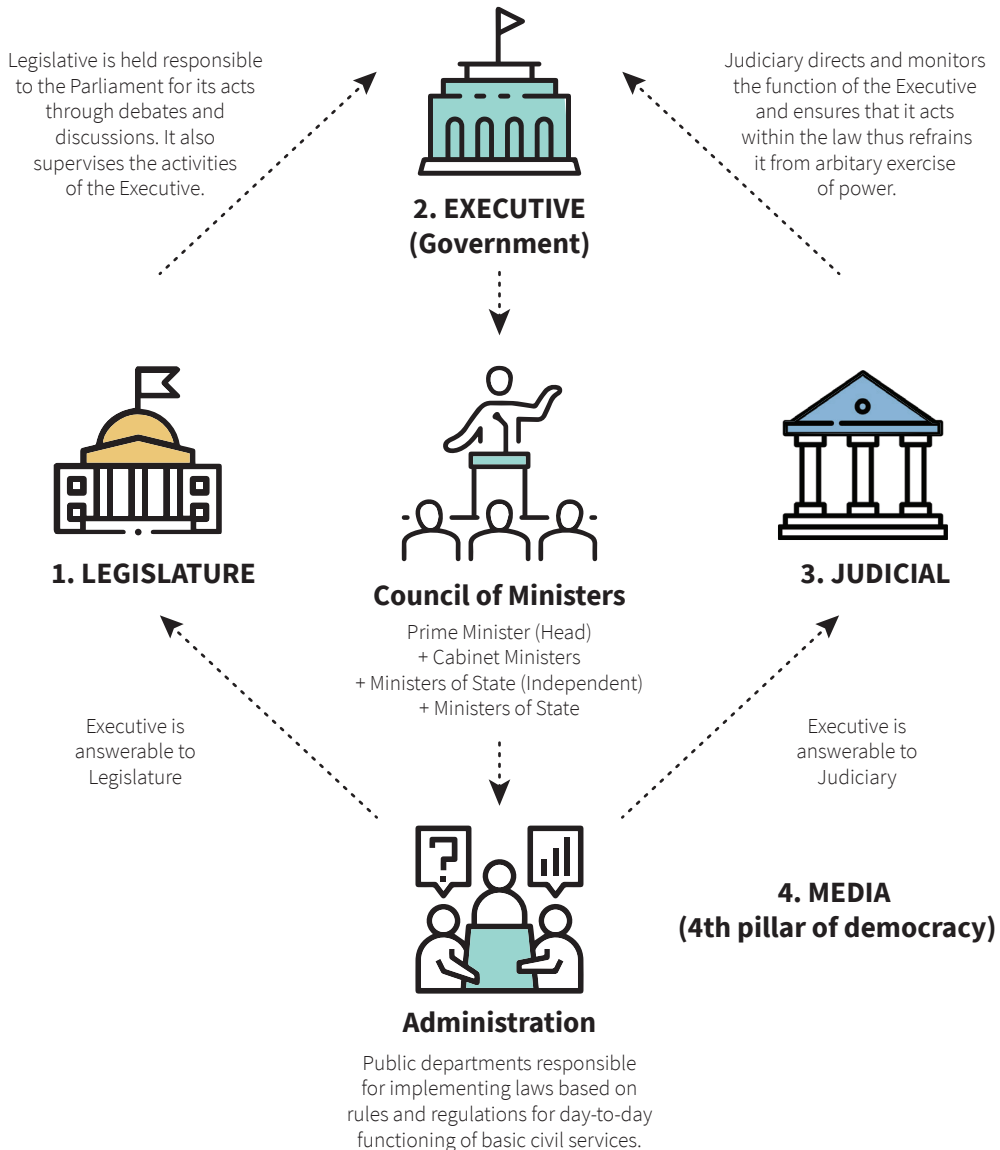 Legislative is held responsible
to the Parliament for its acts
through debates and
discussions. It also
supervises the activities
of the Executive.
Judiciary directs and monitors
the function of the Executive
and ensures that it acts
within the law thus refrains
it from arbitary exercise
of power.
2. EXECUTIVE
(Government)
1. LEGISLATURE
Council of Ministers
Prime Minister (Head)
+ Cabinet Ministers
+ Ministers of State (Independent)
+ Ministers of State
3. JUDICIAL
Executive is
answerable to
Legislature
Executive is
answerable to
Judiciary
?
4. MEDIA
(4th pillar of democracy)
Administration
Public departments responsible
for implementing laws based on
rules and regulations for day-to-day
functioning of basic civil services.